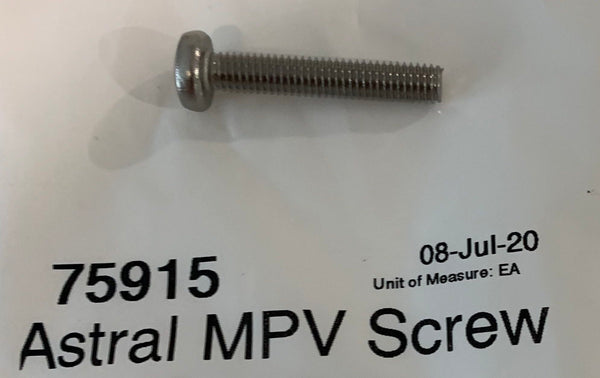 75915
08-Jul-20
Unit of Measure: EA
Astral MPV Screw